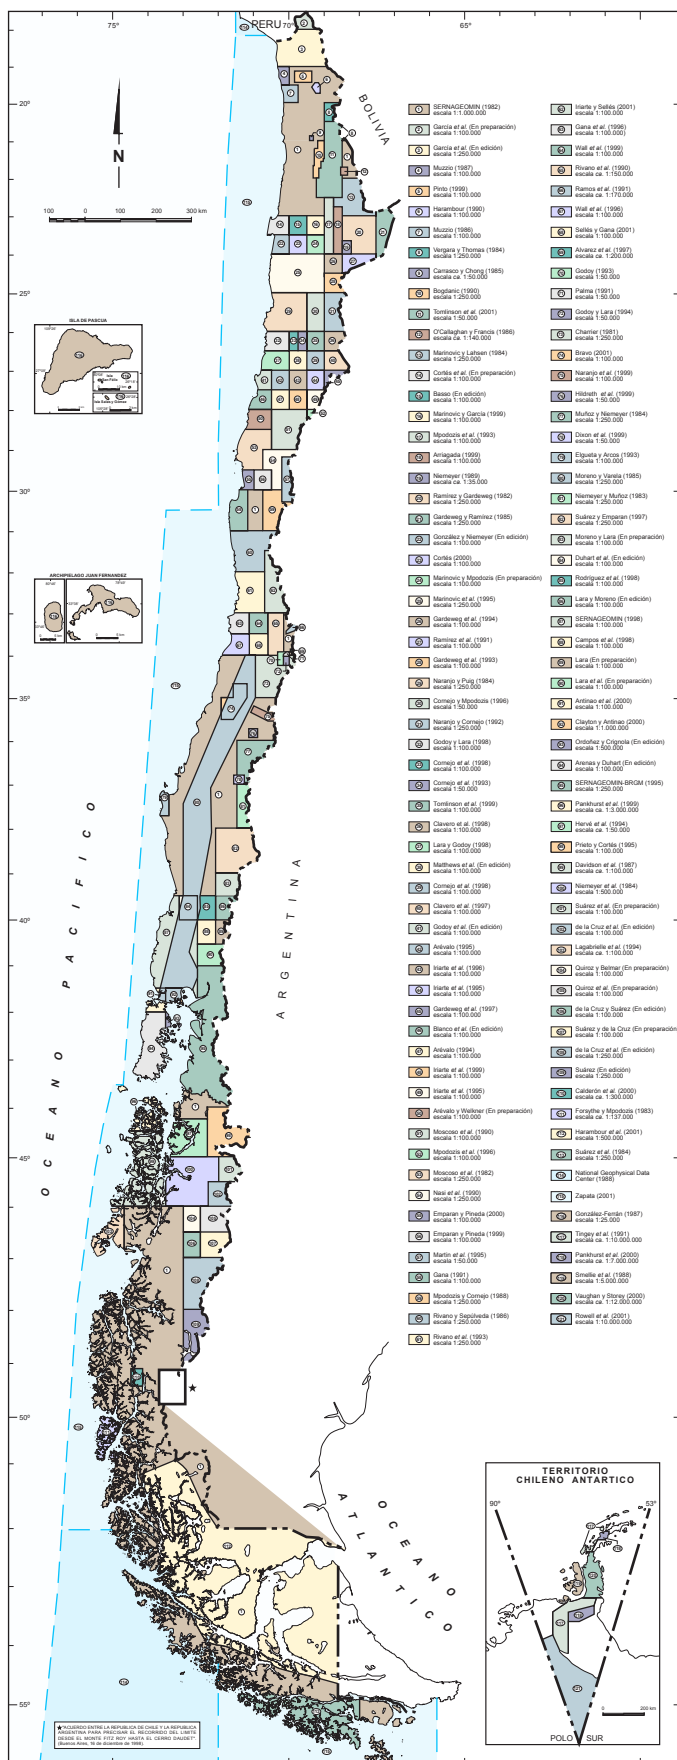 75°
PERU
70°
65°
20°
BOLIVIA
N
100 0 100 200 300 km
25°
ISLA DE PASCUA
Isla Salas y Gómez
30°
ARCHIPIELAGO JUAN FERNANDEZ
35°
40°
45°
50°
55°
OCEANO PACIFICO
ARGENTINA
OCEANO ATLANTICO
SERNAGEOMIN (1982)
escala 1:1.000.000
García et al. (En preparación)
escala 1:100.000
García et al. (En edición)
escala 1:250.000
Muzzio (1987)
escala 1:100.000
Pinto (1999)
escala 1:100.000
Harambour (1990)
escala 1:100.000
Muzzio (1986)
escala 1:100.000
Vergara y Thomas (1984)
escala 1:250.000
Carrasco y Chong (1985)
escala ca. 1:50.000
Bogdanic (1990)
escala 1:250.000
Tomlinson et al. (2001)
escala 1:50.000
O'Callaghan y Francis (1986)
escala ca. 1:140.000
Marinovic y Lahsen (1984)
escala 1:250.000
Cortés et al. (En preparación)
escala 1:100.000
Basso (En edición)
escala 1:100.000
Marinovic y García (1999)
escala 1:100.000
Mpodozis et al. (1993)
escala 1:100.000
Arriagada (1999)
escala 1:100.000
Niemeyer (1989)
escala ca. 1:35.000
Ramírez y Gardeweg (1982)
escala 1:250.000
Gardeweg y Ramírez (1985)
escala 1:250.000
González y Niemeyer (En edición)
escala 1:100.000
Cortés (2000)
escala 1:100.000
Marinovic y Mpodozis (En preparación)
escala 1:100.000
Marinovic et al. (1995)
escala 1:250.000
Gardeweg et al. (1994)
escala 1:100.000
Ramírez et al. (1991)
escala 1:100.000
Gardeweg et al. (1993)
escala 1:100.000
Naranjo y Puig (1984)
escala 1:250.000
Cornejo y Mpodozis (1996)
escala 1:50.000
Naranjo y Cornejo (1992)
escala 1:250.000
Godoy y Lara (1998)
escala 1:100.000
Cornejo et al. (1998)
escala 1:100.000
Cornejo et al. (1993)
escala 1:50.000
Tomlinson et al. (1999)
escala 1:100.000
Clavero et al. (1998)
escala 1:100.000
Lara y Godoy (1998)
escala 1:100.000
Matthews et al. (En edición)
escala 1:100.000
Cornejo et al. (1998)
escala 1:100.000
Clavero et al. (1997)
escala 1:100.000
Godoy et al. (En edición)
escala 1:100.000
Arévalo (1995)
escala 1:100.000
Iriarte et al. (1996)
escala 1:100.000
Iriarte et al. (1995)
escala 1:100.000
Gardeweg et al. (1997)
escala 1:100.000
Blanco et al. (En edición)
escala 1:100.000
Arévalo (1994)
escala 1:100.000
Iriarte et al. (1999)
escala 1:100.000
Iriarte et al. (1995)
escala 1:100.000
Arévalo y Welkner (En preparación)
escala 1:100.000
Moscoso et al. (1990)
escala 1:100.000
Mpodozis et al. (1996)
escala 1:100.000
Moscoso et al. (1982)
escala 1:250.000
Nasi et al. (1990)
escala 1:250.000
Emparan y Pineda (2000)
escala 1:100.000
Emparan y Pineda (1999)
escala 1:100.000
Martin et al. (1995)
escala 1:50.000
Gana (1991)
escala 1:100.000
Mpodozis y Cornejo (1988)
escala 1:250.000
Rivano y Sepúlveda (1986)
escala 1:250.000
Rivano et al. (1993)
escala 1:250.000
Iriarte y Sellés (2001)
escala 1:100.000
Gana et al. (1996)
escala 1:100.000
Wall et al. (1999)
escala 1:100.000
Rivano et al. (1990)
escala ca. 1:150.000
Ramos et al. (1991)
escala ca. 1:170.000
Wall et al. (1996)
escala 1:100.000
Sellés y Gana (2001)
escala 1:100.000
Alvarez et al. (1997)
escala ca. 1:200.000
Godoy (1993)
escala 1:50.000
Palma (1991)
escala 1:50.000
Godoy y Lara (1994)
escala 1:50.000
Charrier (1981)
escala 1:250.000
Bravo (2001)
escala 1:100.000
Naranjo et al. (1999)
escala 1:100.000
Hildreth et al. (1999)
escala 1:50.000
Muñoz y Niemeyer (1984)
escala 1:250.000
Dixon et al. (1999)
escala 1:50.000
Elgueta y Arcos (1993)
escala 1:100.000
Moreno y Varela (1985)
escala 1:250.000
Niemeyer y Muñoz (1983)
escala 1:250.000
Suárez y Emparan (1997)
escala 1:250.000
Moreno y Lara (En preparación)
escala 1:100.000
Duhart et al. (En edición)
escala 1:100.000
Rodríguez et al. (1998)
escala 1:100.000
Lara y Moreno (En edición)
escala 1:100.000
SERNAGEOMIN (1998)
escala 1:100.000
Campos et al. (1998)
escala 1:100.000
Lara (En preparación)
escala 1:100.000
Lara et al. (En preparación)
escala 1:100.000
Antinao et al. (2000)
escala 1:100.000
Clayton y Antinao (2000)
escala ca. 1:1.000.000
Ordoñez y Crignola (En edición)
escala 1:500.000
Arenas y Duhart (En edición)
escala 1:100.000
SERNAGEOMIN-BRGM (1995)
escala 1:250.000
Pankhurst et al. (1999)
escala ca. 1:3.000.000
Hervé et al. (1994)
escala ca. 1:50.000
Prieto y Cortés (1995)
escala 1:100.000
Davidson et al. (1987)
escala ca. 1:100.000
Niemeyer et al. (1984)
escala 1:500.000
Suárez et al. (En preparación)
escala 1:100.000
de la Cruz et al. (En edición)
escala 1:100.000
Lagabrielle et al. (1994)
escala ca. 1:100.000
Quiroz y Belmar (En preparación)
escala 1:100.000
Quiroz et al. (En preparación)
escala 1:100.000
de la Cruz y Suárez (En edición)
escala 1:100.000
Suárez y de la Cruz (En preparación)
escala 1:100.000
de la Cruz et al. (En edición)
escala 1:250.000
Suárez (En edición)
escala 1:250.000
Calderón et al. (2000)
escala ca. 1:300.000
Forsythe y Mpodozis (1983)
escala ca. 1:137.000
Harambour et al. (2001)
escala 1:500.000
Suárez et al. (1984)
escala 1:250.000
National Geophysical Data
Center (1988)
Zapata (2001)
González-Ferrán (1987)
escala 1:25.000
Tingey et al. (1991)
escala ca. 1:10.000.000
Pankhurst et al. (2000)
escala ca. 1:7.000.000
Smellie et al. (1988)
escala 1:5.000.000
Vaughan y Storey (2000)
escala ca. 1:12.000.000
Rowell et al. (2001)
escala 1:10.000.000
TERRITORIO
CHILENO ANTARTICO
90°
53°
0 200 km
POLO SUR
★ "ACUERDO ENTRE LA REPUBLICA DE CHILE Y LA REPUBLICA
ARGENTINA PARA PRECISAR EL RECORRIDO DEL LIMITE
DESDE EL MONTE FITZ ROY HASTA EL CERRO DAUDET"
(Buenos Aires, 16 de diciembre de 1998).